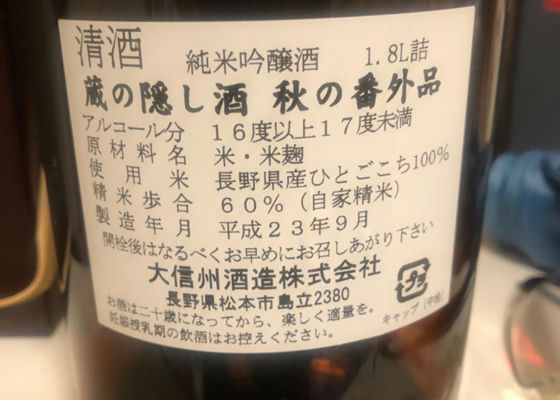 清酒 純米吟醸酒 1.8L詰
蔵の隠し酒 秋の番外品
アルコール分 16度以上17度未満
原材料名 米・米麹
使用米 長野県産ひとごこち100%
精米歩合 60%（自家精米）
製造年月 平成23年9月
開栓後はなるべくお早めにお召しあがり下さい
大信州酒造株式会社
長野県松本市島立2380
お酒は二十歳になってから、楽しく適量を。
妊娠授乳期の飲酒はお控えください。
紙
キャップ（中栓）